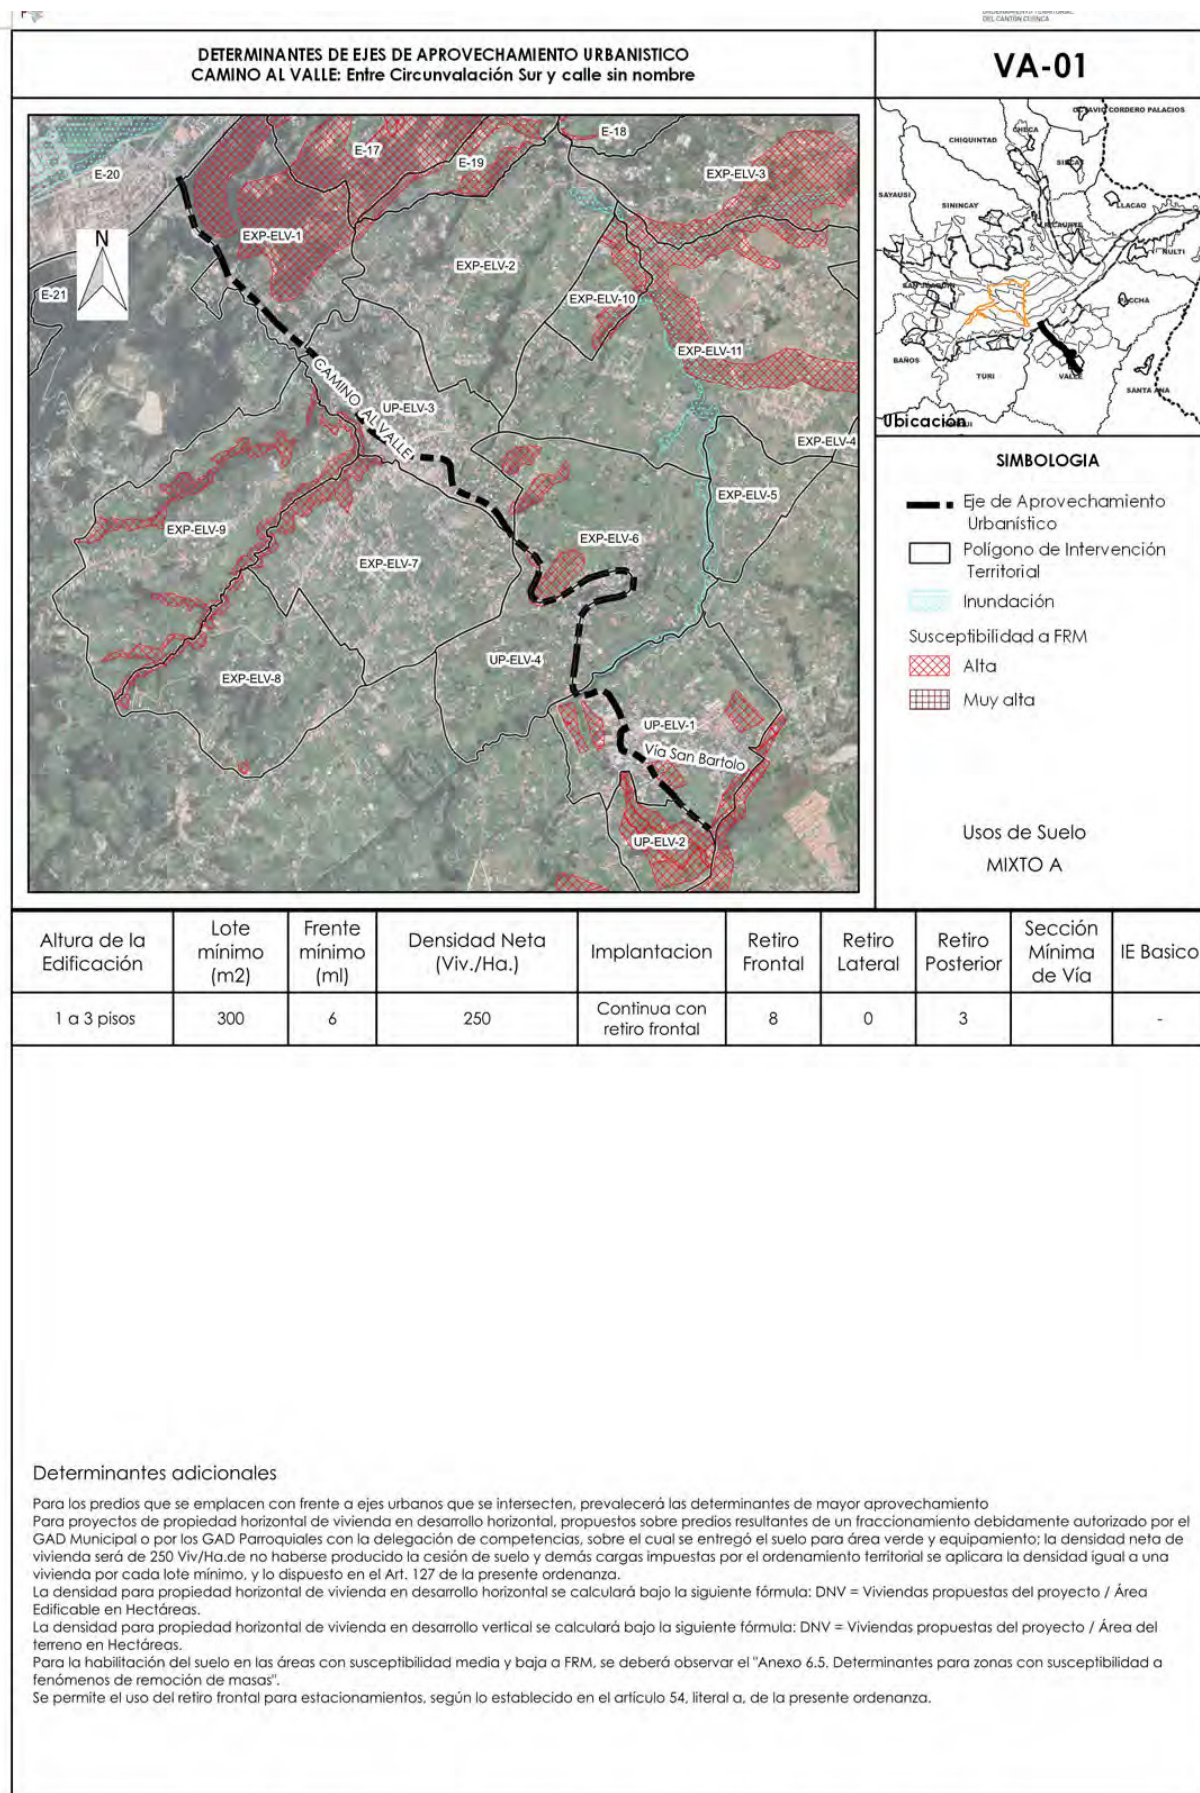 DEL CANTÓN CUENCA
DETERMINANTES DE EJES DE APROVECHAMIENTO URBANISTICO
CAMINO AL VALLE: Entre Circunvalación Sur y calle sin nombre
VA-01
E-18
E-17
E-19
E-20
EXP-ELV-3
N
EXP-ELV-1
EXP-ELV-2
E-21
EXP-ELV-10
EXP-ELV-11
CAMINO AL VALLE
UP-ELV-3
EXP-ELV-4
EXP-ELV-5
EXP-ELV-9
EXP-ELV-6
EXP-ELV-7
UP-ELV-4
EXP-ELV-8
UP-ELV-1
Vía San Bartolo
UP-ELV-2
OCTAVIO CORDERO PALACIOS
CHECA
CHIQUINTAD
SAYAUSI
SININCAY
LLACAO
NULTI
PACCHA
BAÑOS
TURI
VALLE
SANTA ANA
Ubicación
SIMBOLOGIA
Eje de Aprovechamiento
Urbanístico
Polígono de Intervención
Territorial
Inundación
Susceptibilidad a FRM
Alta
Muy alta
Usos de Suelo
MIXTO A
Altura de la Edificación	Lote mínimo (m2)	Frente mínimo (ml)	Densidad Neta (Viv./Ha.)	Implantacion	Retiro Frontal	Retiro Lateral	Retiro Posterior	Sección Mínima de Vía	IE Basico
1 a 3 pisos	300	6	250	Continua con retiro frontal	8	0	3	-
Determinantes adicionales
Para los predios que se emplacen con frente a ejes urbanos que se intersecten, prevalecerá las determinantes de mayor aprovechamiento
Para proyectos de propiedad horizontal de vivienda en desarrollo horizontal, propuestos sobre predios resultantes de un fraccionamiento debidamente autorizado por el
GAD Municipal o por los GAD Parroquiales con la delegación de competencias, sobre el cual se entregó el suelo para área verde y equipamiento; la densidad neta de
vivienda será de 250 Viv/Ha.de no haberse producido la cesión de suelo y demás cargas impuestas por el ordenamiento territorial se aplicara la densidad igual a una
vivienda por cada lote mínimo, y lo dispuesto en el Art. 127 de la presente ordenanza.
La densidad para propiedad horizontal de vivienda en desarrollo horizontal se calculará bajo la siguiente fórmula: DNV = Viviendas propuestas del proyecto / Área
Edificable en Hectáreas.
La densidad para propiedad horizontal de vivienda en desarrollo vertical se calculará bajo la siguiente fórmula: DNV = Viviendas propuestas del proyecto / Área del
terreno en Hectáreas.
Para la habilitación del suelo en las áreas con susceptibilidad media y baja a FRM, se deberá observar el "Anexo 6.5. Determinantes para zonas con susceptibilidad a
fenómenos de remoción de masas".
Se permite el uso del retiro frontal para estacionamientos, según lo establecido en el artículo 54, literal a, de la presente ordenanza.